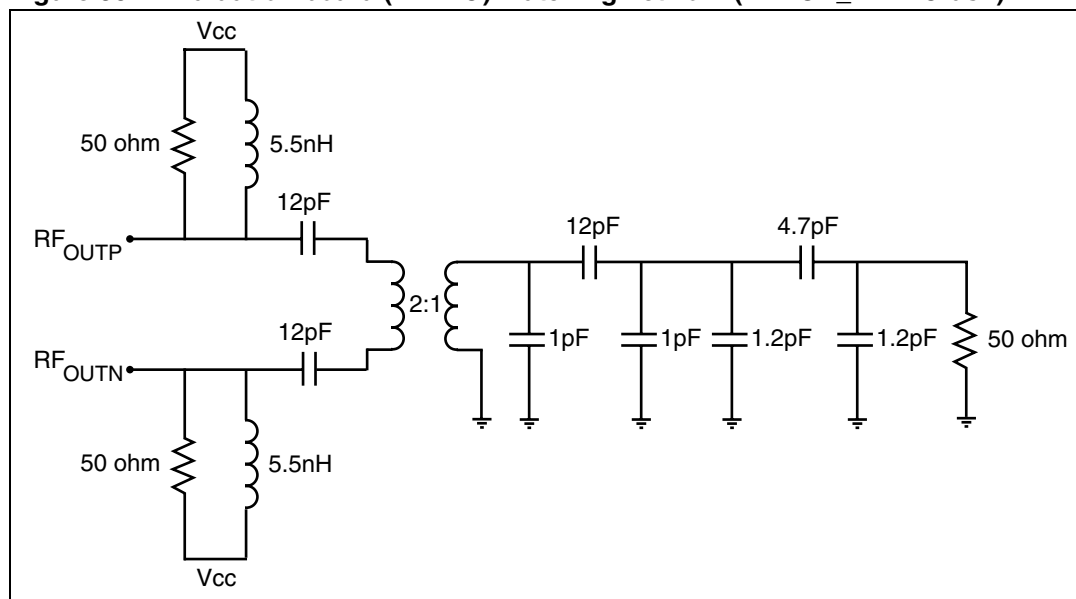 Vcc
50 ohm
5.5nH
12pF
RFOUTP
12pF
4.7pF
2:1
1pF
1pF
1.2pF
1.2pF
50 ohm
12pF
RFOUTN
50 ohm
5.5nH
Vcc